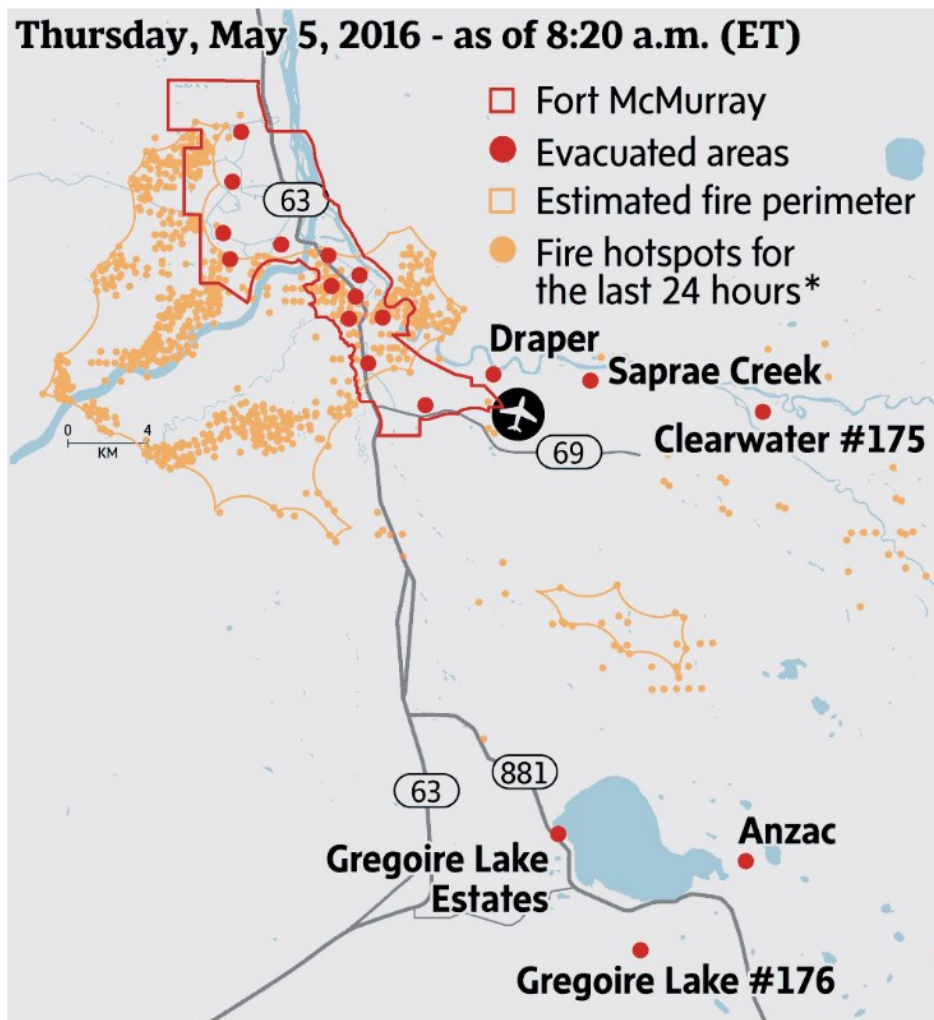 Thursday, May 5, 2016 - as of 8:20 a.m. (ET)
Fort McMurray
Evacuated areas
Estimated fire perimeter
Fire hotspots for
the last 24 hours*
63
Draper
Saprae Creek
Clearwater #175
0 4
KM
69
63
881
Gregoire Lake
Estates
Anzac
Gregoire Lake #176